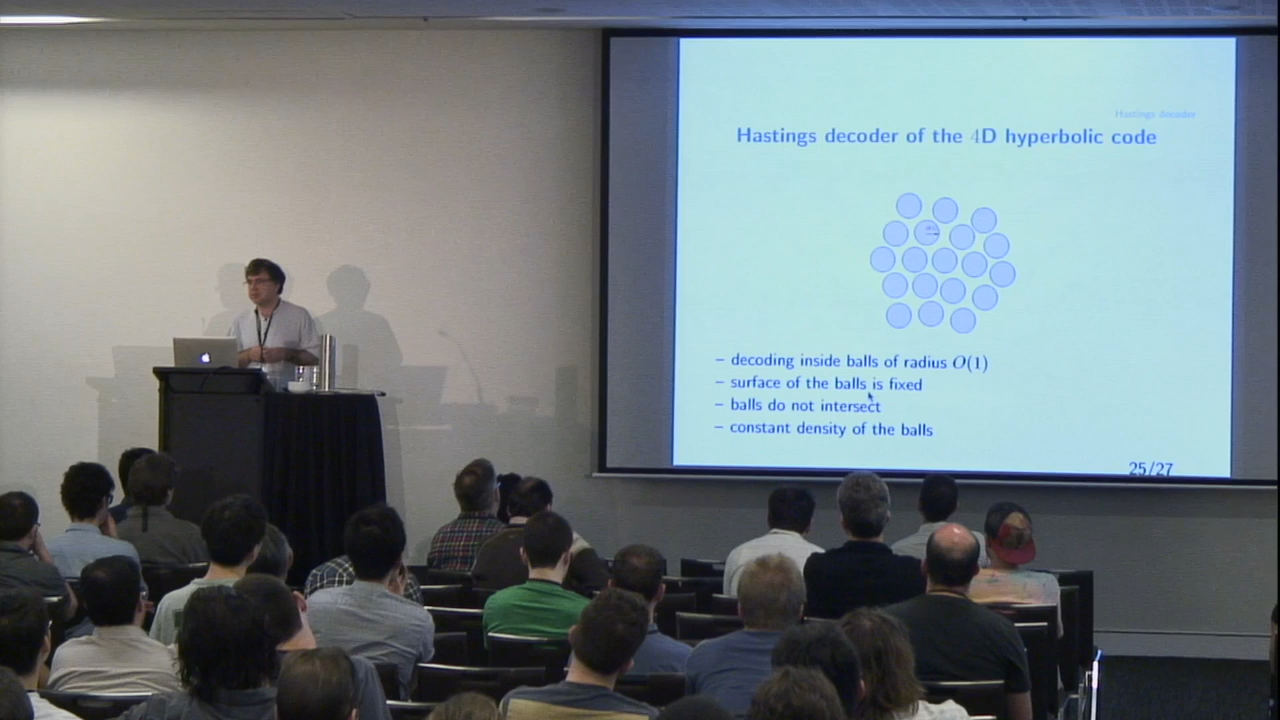 Hastings decoder
Hastings decoder of the 4D hyperbolic code
– decoding inside balls of radius O(1)
– surface of the balls is fixed
– balls do not intersect
– constant density of the balls
25/27